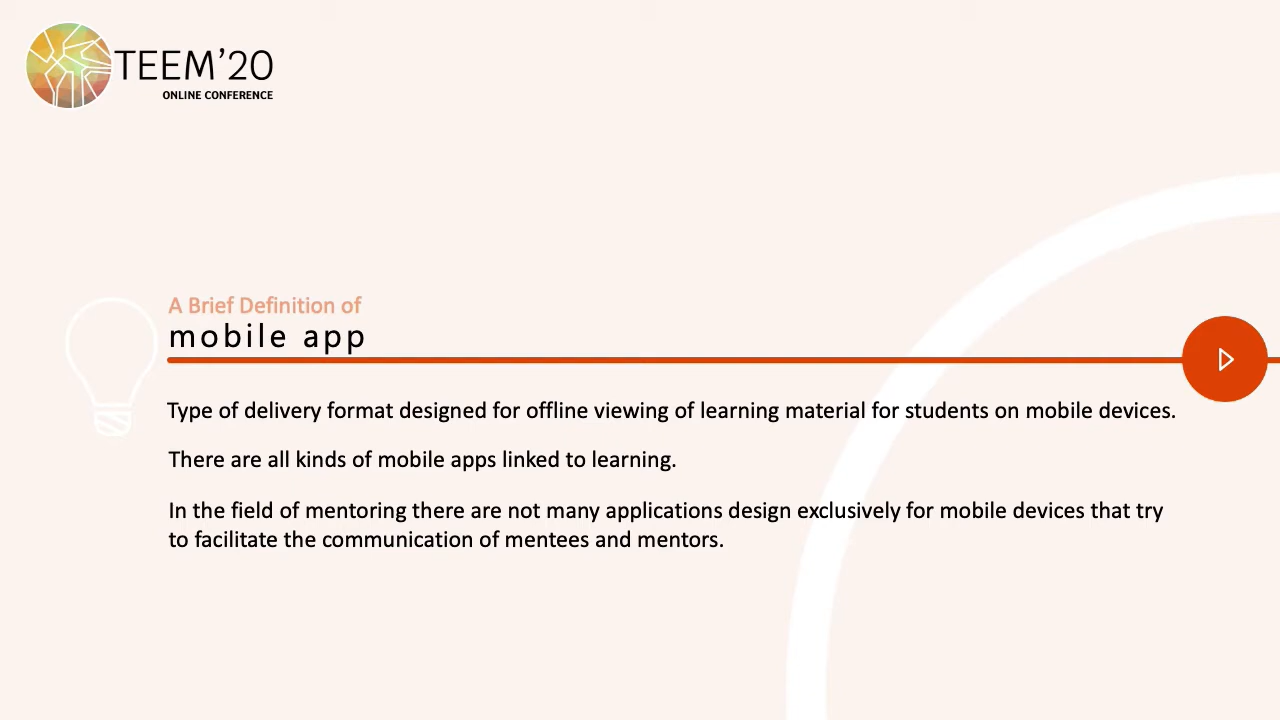 TEEM’20
ONLINE CONFERENCE
A Brief Definition of
mobile app
Type of delivery format designed for offline viewing of learning material for students on mobile devices.
There are all kinds of mobile apps linked to learning.
In the field of mentoring there are not many applications design exclusively for mobile devices that try
to facilitate the communication of mentees and mentors.